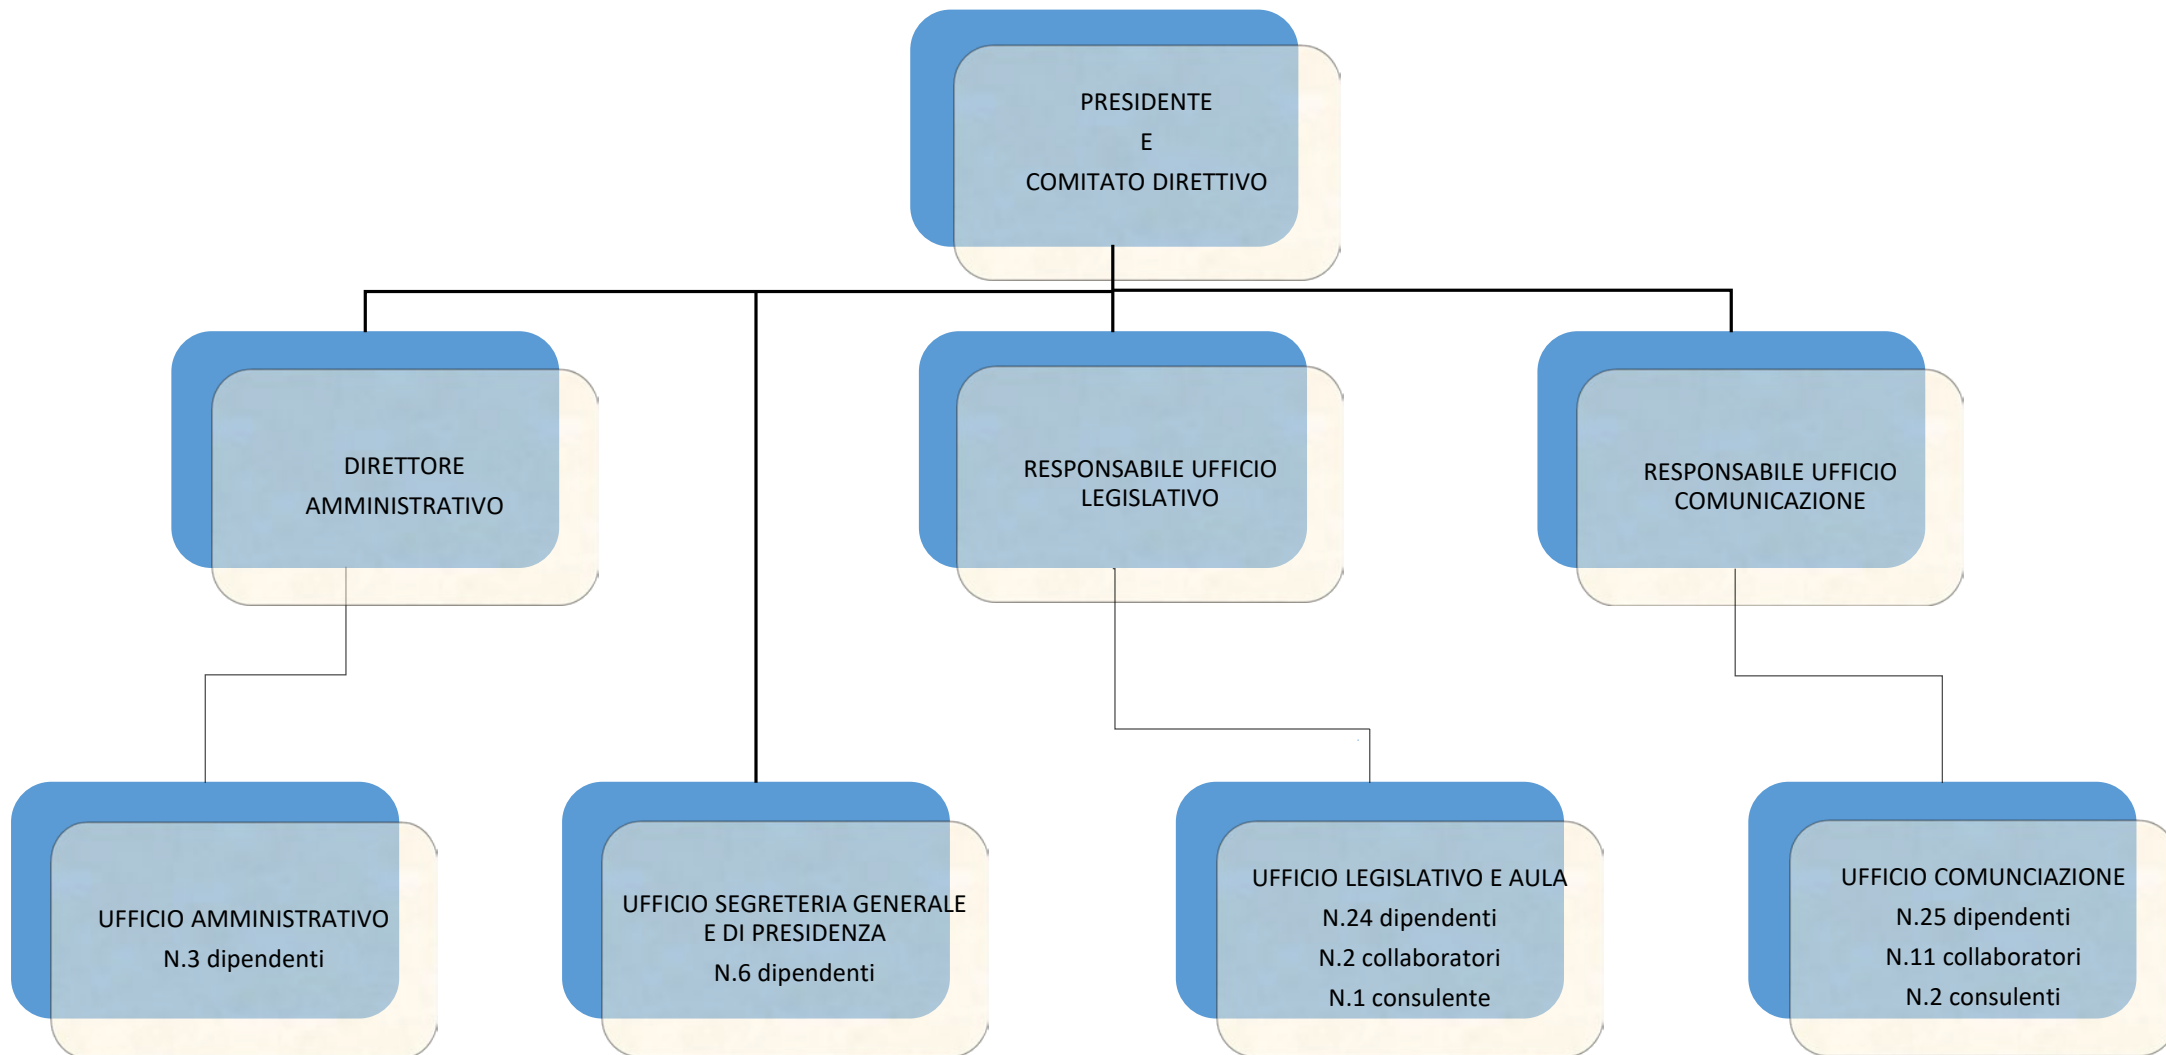 PRESIDENTE
E
COMITATO DIRETTIVO
DIRETTORE
AMMINISTRATIVO
RESPONSABILE UFFICIO
LEGISLATIVO
RESPONSABILE UFFICIO
COMUNICAZIONE
UFFICIO AMMINISTRATIVO
N.3 dipendenti
UFFICIO SEGRETERIA GENERALE
E DI PRESIDENZA
N.6 dipendenti
UFFICIO LEGISLATIVO E AULA
N.24 dipendenti
N.2 collaboratori
N.1 consulente
UFFICIO COMUNCIAZIONE
N.25 dipendenti
N.11 collaboratori
N.2 consulenti